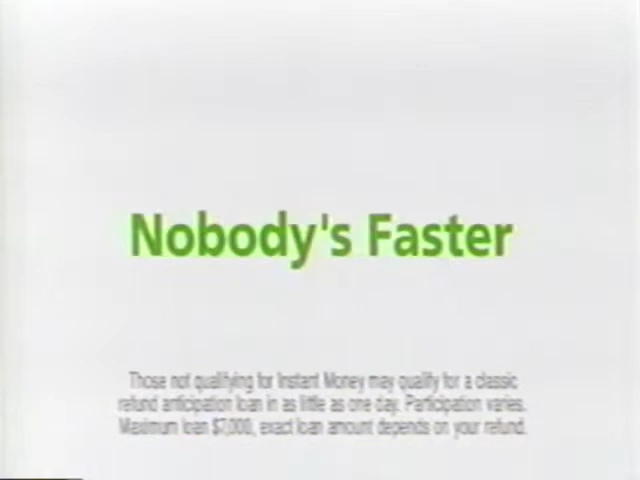 Nobody's Faster
Those not qualifying for Instant Money may qualify for a classic
refund anticipation loan in as little as one day. Participation varies.
Maximum loan $7,000, exact loan amount depends on your refund.